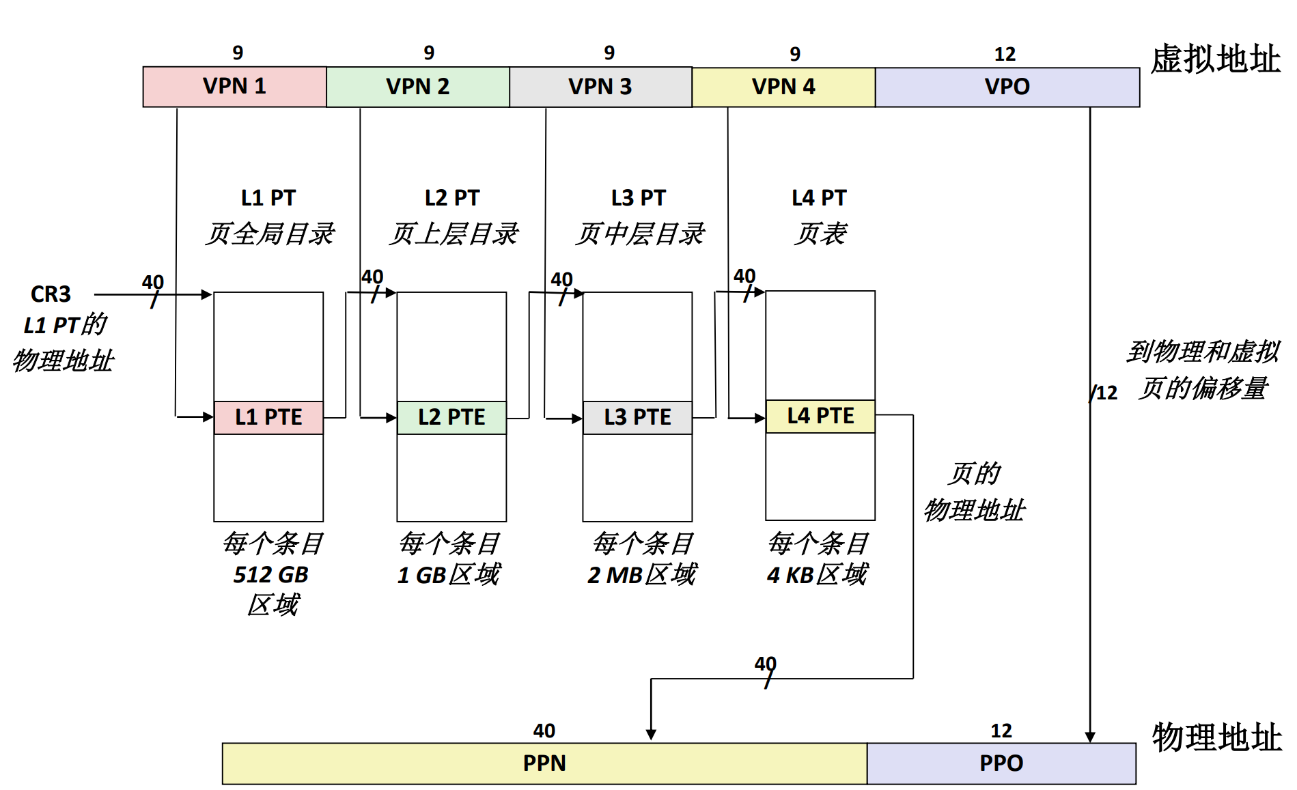 9
9
9
9
12
虚拟地址
VPN 1
VPN 2
VPN 3
VPN 4
VPO
L1 PT
页全局目录
L2 PT
页上层目录
L3 PT
页中层目录
L4 PT
页表
CR3
L1 PT的
物理地址
40
40
40
40
L1 PTE
L2 PTE
L3 PTE
L4 PTE
/12
到物理和虚拟
页的偏移量
每个条目
512 GB
区域
每个条目
1 GB区域
每个条目
2 MB区域
每个条目
4 KB区域
页的
物理地址
40
40
12
物理地址
PPN
PPO